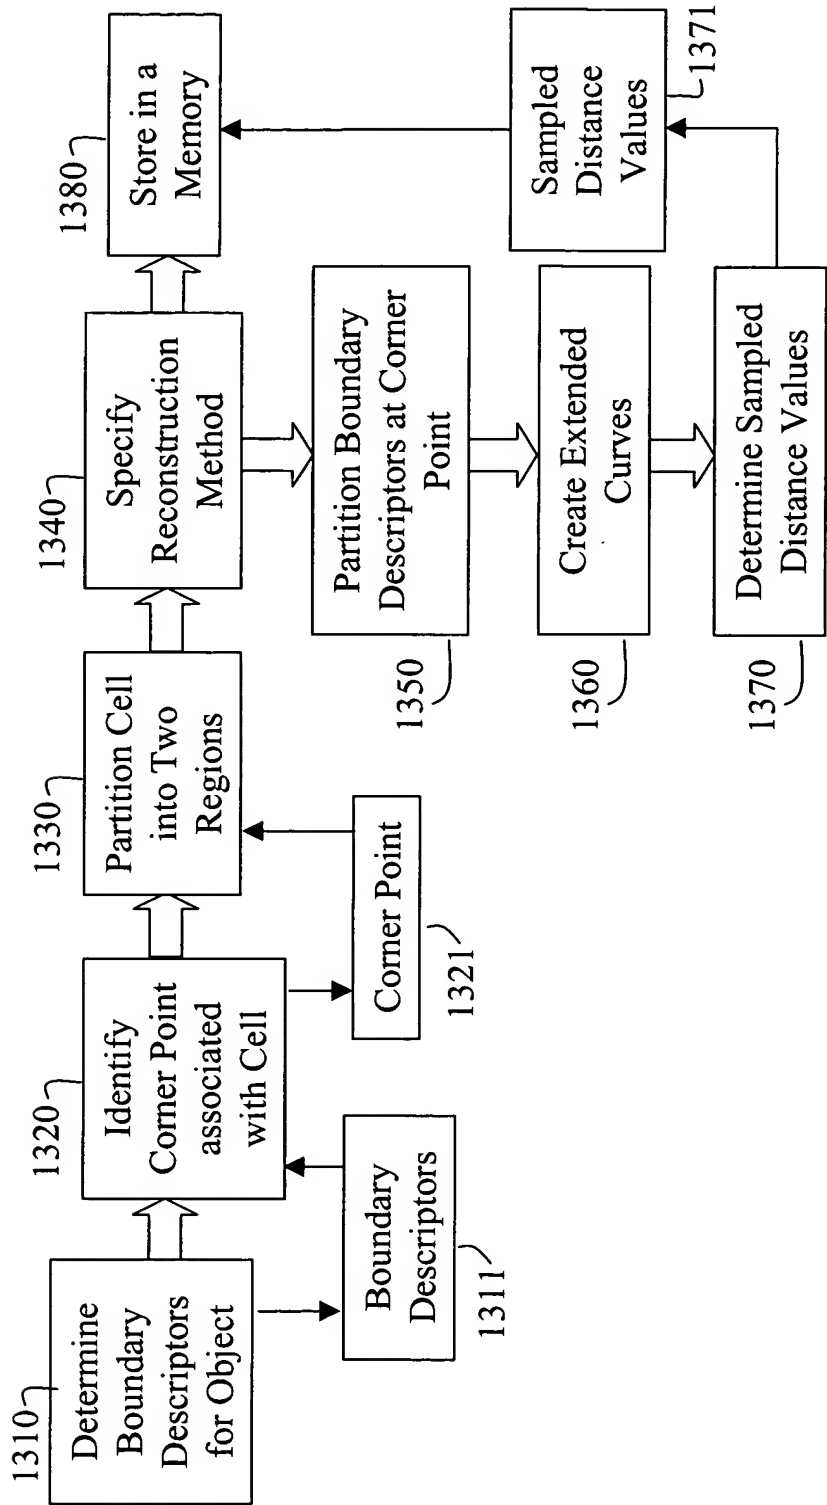 1310
Determine
Boundary
Descriptors
for Object
Boundary
Descriptors
1311
1320
Identify
Corner Point
associated
with Cell
Corner Point
1321
1330
Partition Cell
into Two
Regions
1340
Specify
Reconstruction
Method
1350
Partition Boundary
Descriptors at Corner
Point
1360
Create Extended
Curves
1370
Determine Sampled
Distance Values
Sampled
Distance
Values
1371
1380
Store in a
Memory